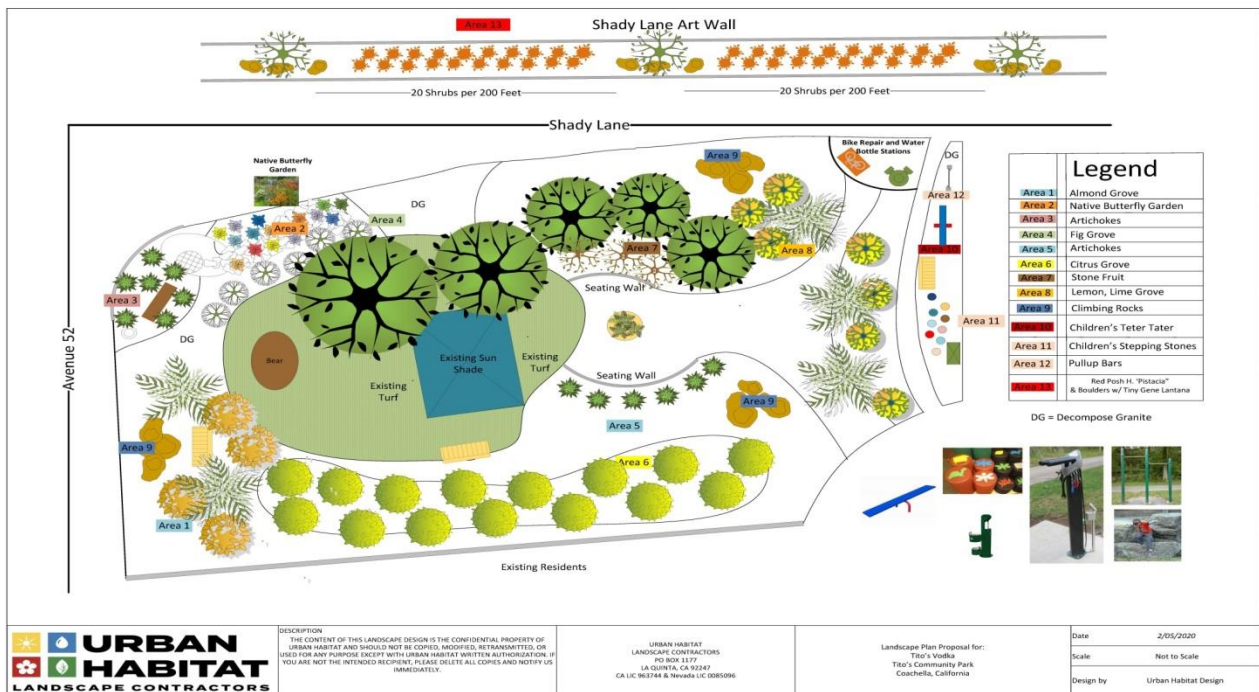 Area 13
Shady Lane Art Wall
20 Shrubs per 200 Feet
20 Shrubs per 200 Feet
Shady Lane
Avenue 52
Native Butterfly
Garden
Area 2
Area 4
DG
Area 9
Bike Repair and Water
Bottle Stations
DG
Area 12
Area 10
Area 11
Area 7
Area 8
Seating Wall
Area 3
DG
Bear
Existing Sun
Shade
Existing
Turf
Existing
Turf
Seating Wall
Area 9
Area 5
Area 9
Area 6
Area 1
Existing Residents
Legend
Area 1 Almond Grove
Area 2 Native Butterfly Garden
Area 3 Artichokes
Area 4 Fig Grove
Area 5 Artichokes
Area 6 Citrus Grove
Area 7 Stone Fruit
Area 8 Lemon, Lime Grove
Area 9 Climbing Rocks
Area 10 Children's Teter Tater
Area 11 Children's Stepping Stones
Area 12 Pullup Bars
Area 13 Red Posh H. "Pistacia"
& Boulders w/ Tiny Gene Lantana
DG = Decompose Granite
URBAN
HABITAT
LANDSCAPE CONTRACTORS
DESCRIPTION
THE CONTENT OF THIS LANDSCAPE DESIGN IS THE CONFIDENTIAL PROPERTY OF
URBAN HABITAT AND SHOULD NOT BE COPIED, MODIFIED, RETRANSMITTED, OR
USED FOR ANY PURPOSE EXCEPT WITH URBAN HABITAT WRITTEN AUTHORIZATION. IF
YOU ARE NOT THE INTENDED RECIPIENT, PLEASE DELETE ALL COPIES AND NOTIFY US
IMMEDIATELY.
URBAN HABITAT
LANDSCAPE CONTRACTORS
PO BOX 1177
LA QUINTA, CA 92247
CA LIC 963744 & Nevada LIC 0085096
Landscape Plan Proposal for:
Tito's Vodka
Tito's Community Park
Coachella, California
Date 2/05/2020
Scale Not to Scale
Design by Urban Habitat Design